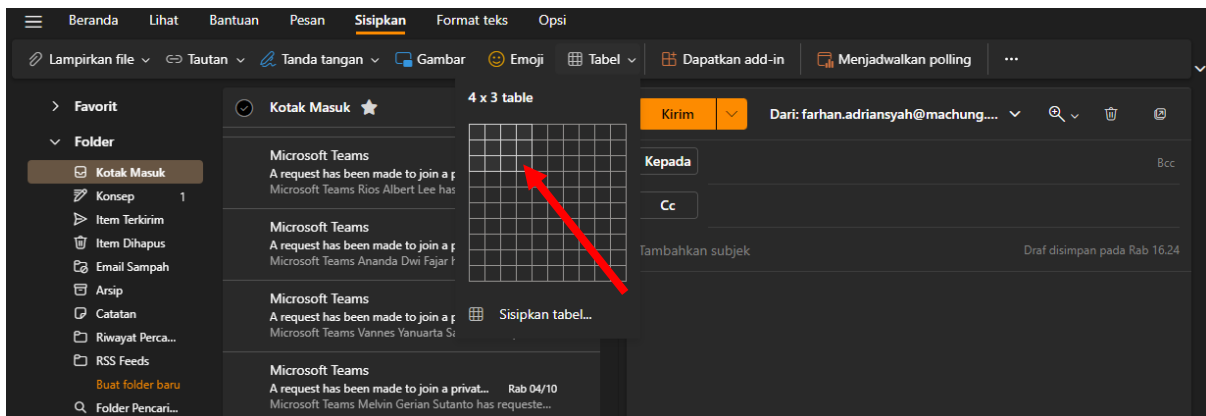 Beranda Lihat Bantuan Pesan Sisipkan Format teks Opsi
Lampirkan file Tautan Tanda tangan Gambar Emoji Tabel Dapatkan add-in Menjadwalkan polling ...
Favorit
Folder
Kotak Masuk
Konsep 1
Item Terkirim
Item Dihapus
Email Sampah
Arsip
Catatan
Riwayat Perca...
RSS Feeds
Buat folder baru
Folder Pencari...
Kotak Masuk
Microsoft Teams
A request has been made to join a p
Microsoft Teams Rios Albert Lee has
Microsoft Teams
A request has been made to join a p
Microsoft Teams Ananda Dwi Fajar h
Microsoft Teams
A request has been made to join a p
Microsoft Teams Vannes Yanuarta Sa
Microsoft Teams
A request has been made to join a privat... Rab 04/10
Microsoft Teams Melvin Gerian Sutanto has requeste...
4 x 3 table
Sisipkan tabel...
Kirim Dari: farhan.adriansyah@machung....
Kepada Bcc
Cc
Tambahkan subjek Draf disimpan pada Rab 16.24